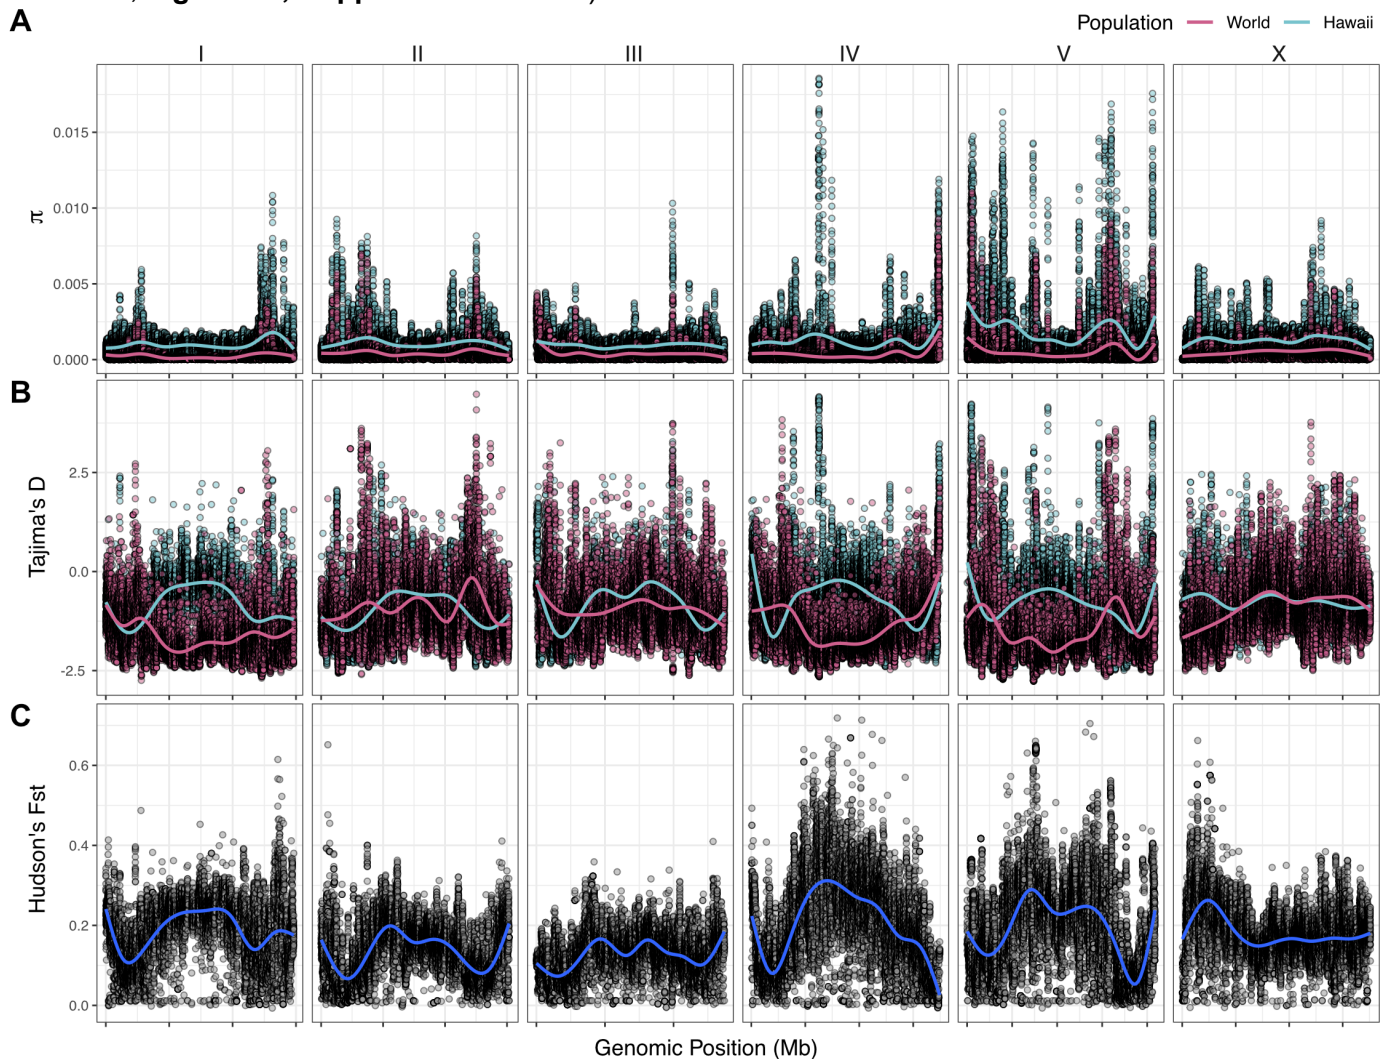 A
Population World Hawaii
I II III IV V X
0.015
0.010
π
0.005
0.000
B
2.5
Tajima's D
0.0
-2.5
C
0.6
Hudson's Fst
0.4
0.2
0.0
Genomic Position (Mb)